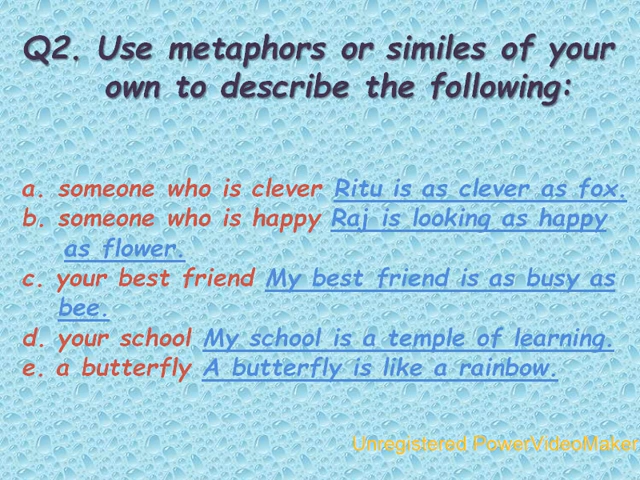 Q2. Use metaphors or similes of your
own to describe the following:
a. someone who is clever Ritu is as clever as fox.
b. someone who is happy Raj is looking as happy
as flower.
c. your best friend My best friend is as busy as
bee.
d. your school My school is a temple of learning.
e. a butterfly A butterfly is like a rainbow.
Unregistered PowerVideoMaker